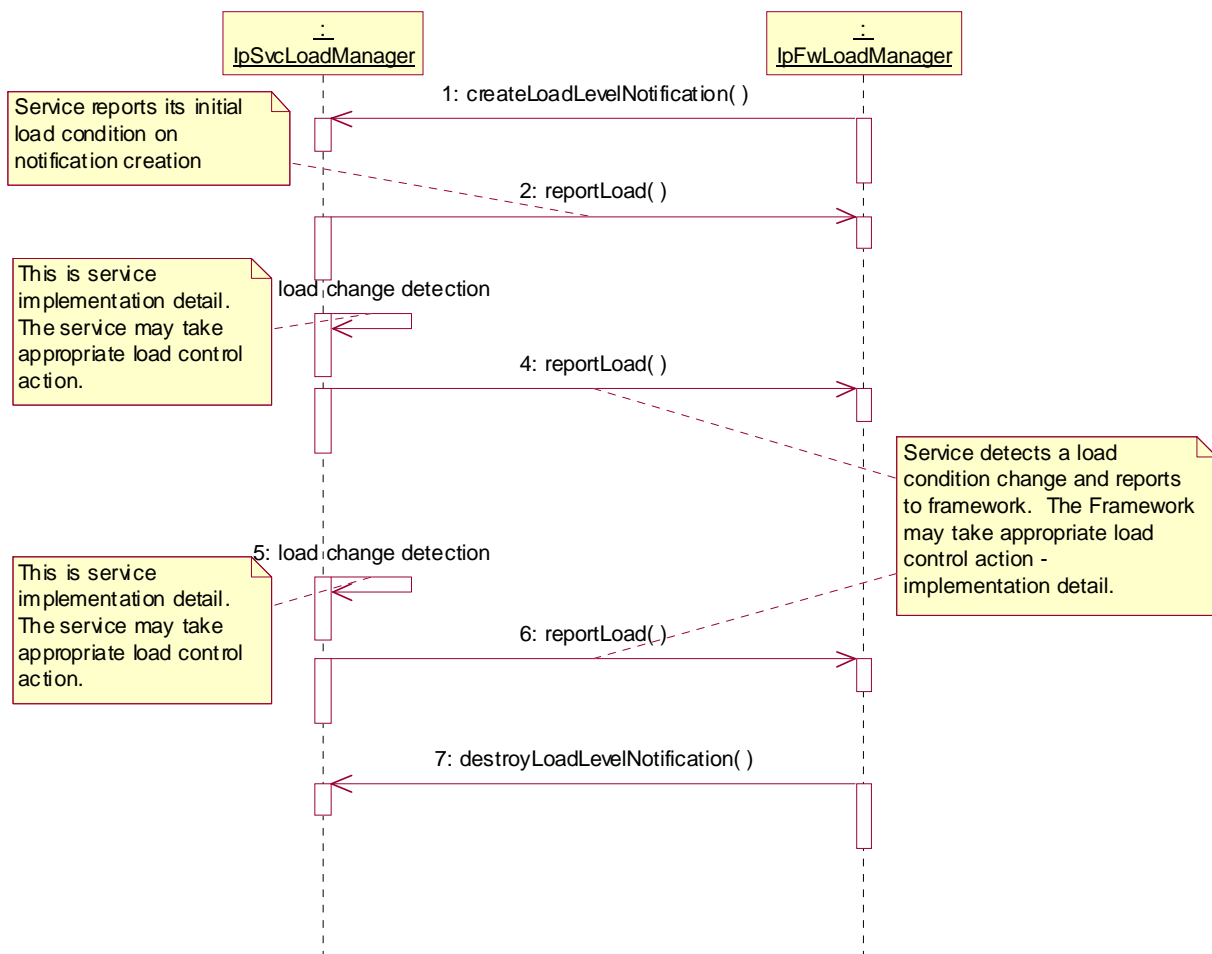 :
IpSvcLoadManager
:
IpFwLoadManager
1: createLoadLevelNotification( )
Service reports its initial
load condition on
notification creation
2: reportLoad( )
This is service
implementation detail.
The service may take
appropriate load control
action.
load change detection
4: reportLoad( )
Service detects a load
condition change and reports
to framework. The Framework
may take appropriate load
control action -
implementation detail.
5: load change detection
This is service
implementation detail.
The service may take
appropriate load control
action.
6: reportLoad( )
7: destroyLoadLevelNotification( )